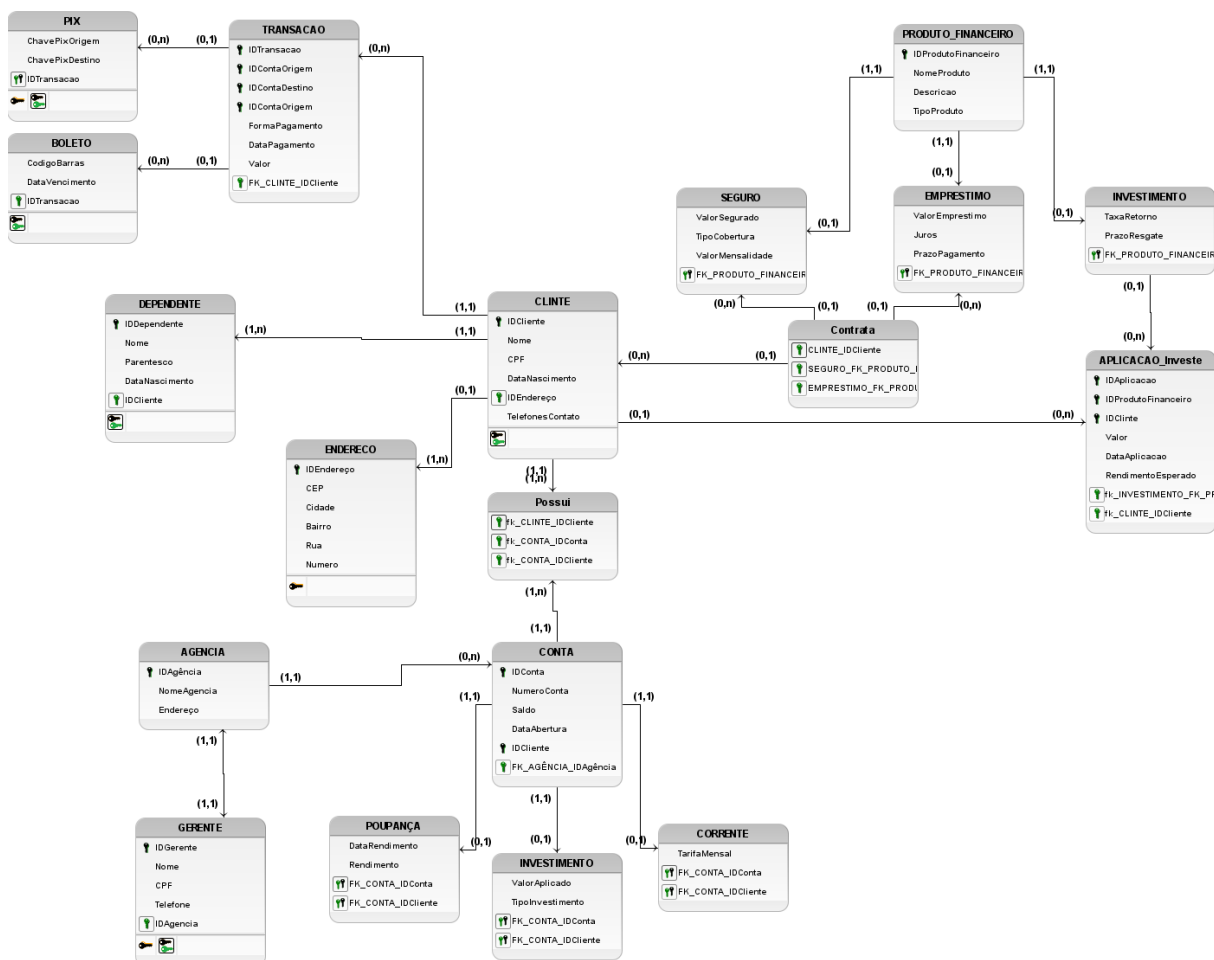 PIX
ChavePixOrigem
ChavePixDestino
IDTransacao
(0,n)
(0,1)
TRANSACAO
IDTransacao
IDContaOrigem
IDContaDestino
IDContaOrigem
FormaPagamento
DataPagamento
Valor
FK_CLINTE_IDCliente
(0,n)
BOLETO
CodigoBarras
DataVencimento
IDTransacao
(0,n)
(0,1)
PRODUTO_FINANCEIRO
IDProdutoFinanceiro
NomeProduto
Descricao
TipoProduto
(1,1)
(1,1)
(1,1)
(0,1)
SEGURO
ValorSegurado
TipoCobertura
ValorMensalidade
FK_PRODUTO_FINANCEIR
(0,1)
EMPRESTIMO
ValorEmprestimo
Juros
PrazoPagamento
FK_PRODUTO_FINANCEIR
(0,1)
INVESTIMENTO
TaxaRetorno
PrazoResgate
FK_PRODUTO_FINANCEIR
(0,n)
(0,1)
(0,1)
(0,n)
(0,1)
(0,n)
DEPENDENTE
IDDependente
Nome
Parentesco
DataNascimento
IDCliente
(1,n)
(1,1)
(1,1)
CLINTE
IDCliente
Nome
CPF
DataNascimento
IDEndereço
TelefonesContato
(0,1)
(0,n)
(0,1)
(0,1)
(0,n)
Contrata
CLINTE_IDCliente
SEGURO_FK_PRODUTO_I
EMPRESTIMO_FK_PRODU
APLICACAO_Investe
IDAplicacao
IDProdutoFinanceiro
IDClinte
Valor
DataAplicacao
RendimentoEsperado
fk_INVESTIMENTO_FK_PR
fk_CLINTE_IDCliente
ENDERECO
IDEndereço
CEP
Cidade
Bairro
Rua
Numero
(1,n)
(1,1)
(1,n)
Possui
fk_CLINTE_IDCliente
fk_CONTA_IDConta
fk_CONTA_IDCliente
(1,n)
(1,1)
AGENCIA
IDAgência
NomeAgencia
Endereço
(1,1)
(0,n)
CONTA
IDConta
NumeroConta
Saldo
DataAbertura
IDCliente
FK_AGÊNCIA_IDAgência
(1,1)
(1,1)
(1,1)
(1,1)
(1,1)
GERENTE
IDGerente
Nome
CPF
Telefone
IDAgencia
POUPANÇA
DataRendimento
Rendimento
FK_CONTA_IDConta
FK_CONTA_IDCliente
(0,1)
(0,1)
INVESTIMENTO
ValorAplicado
TipoInvestimento
FK_CONTA_IDConta
FK_CONTA_IDCliente
(0,1)
CORRENTE
TarifaMensal
FK_CONTA_IDConta
FK_CONTA_IDCliente